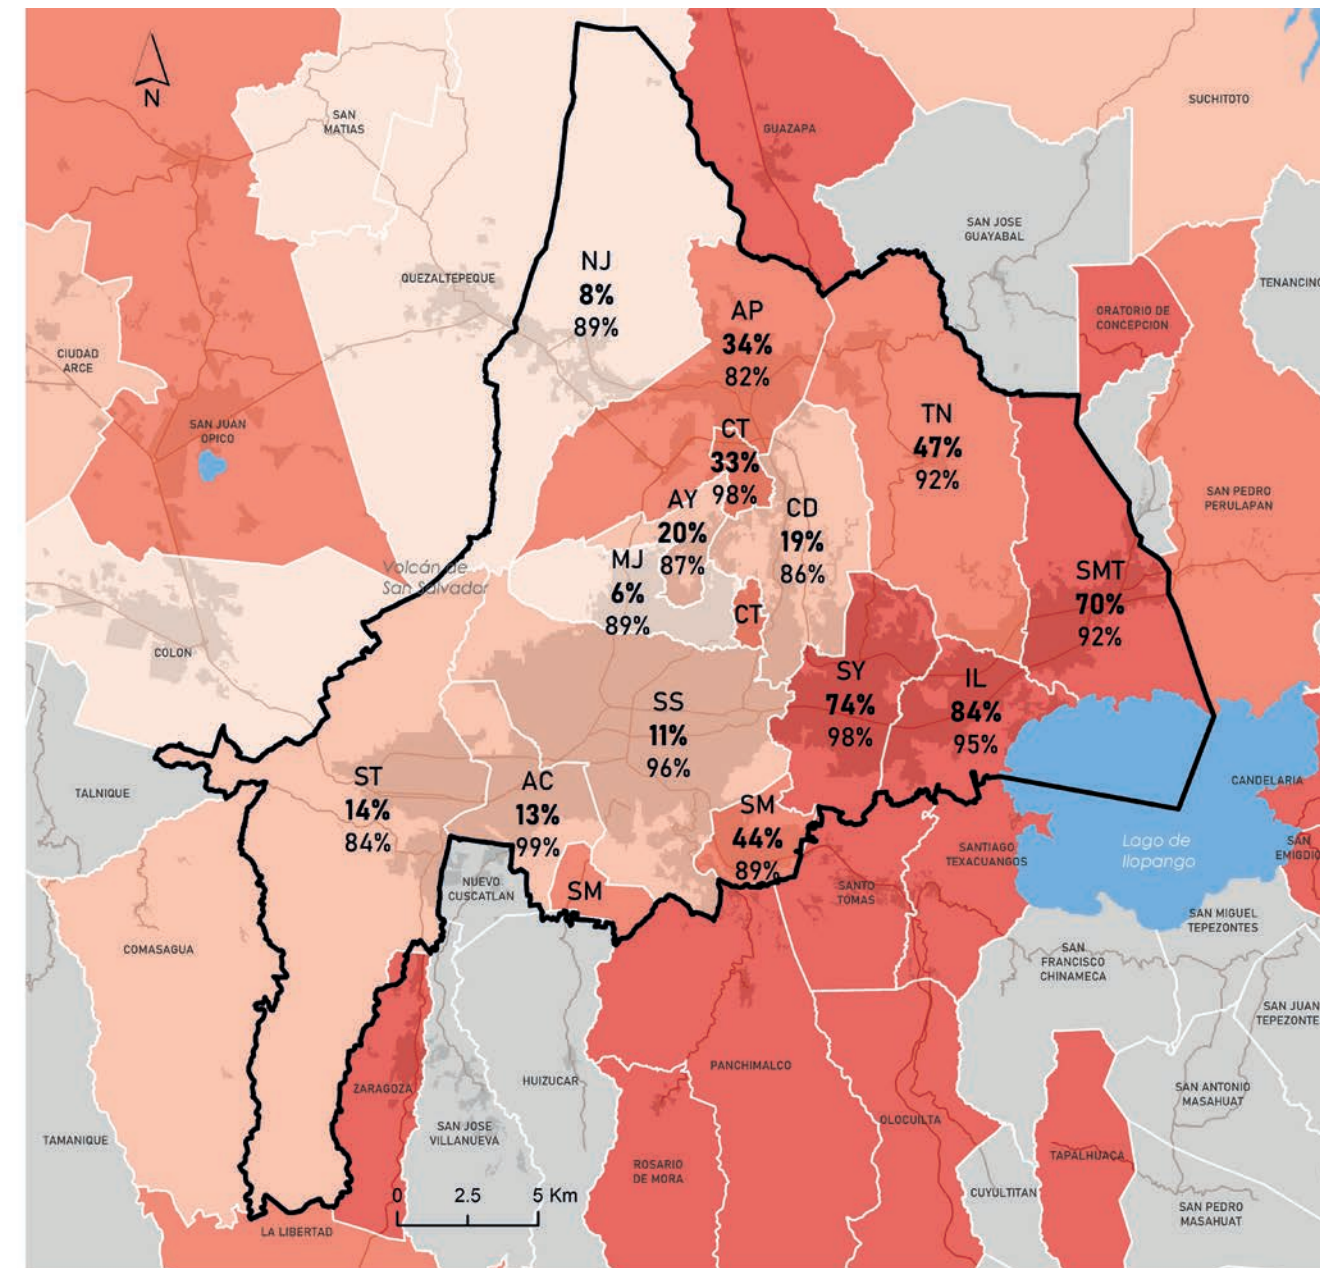 N
SAN
MATIAS
GUAZAPA
SUCHITOTO
SAN JOSE
GUAYABAL
TENANCINGO
QUEZALTEPEQUE
NJ
8%
89%
AP
34%
82%
ORATORIO DE
CONCEPCION
CIUDAD
ARCE
SAN JUAN
OPICO
CT
33%
98%
TN
47%
92%
AY
20%
87%
CD
19%
86%
SAN PEDRO
PERULAPAN
Volcán de
San Salvador
MJ
6%
89%
CT
SMT
70%
92%
COLON
SS
11%
96%
SY
74%
98%
IL
84%
95%
TALNIQUE
ST
14%
84%
AC
13%
99%
SM
44%
89%
CANDELARIA
Lago de
Ilopango
SANTIAGO
TEXACUANGOS
SAN
EMIGDIO
NUEVO
CUSCATLAN
SM
SANTO
TOMAS
SAN MIGUEL
TEPEZONTES
COMASAGUA
SAN
FRANCISCO
CHINAMECA
SAN JUAN
TEPEZONTE
ZARAGOZA
HUIZUCAR
PANCHIMALCO
SAN ANTONIO
MASAHUAT
TAMANIQUE
SAN JOSE
VILLANUEVA
OLOCUILTA
TAPALHUACA
ROSARIO
DE MORA
CUYULTITAN
0 2.5 5 Km
SAN PEDRO
MASAHUAT
LA LIBERTAD